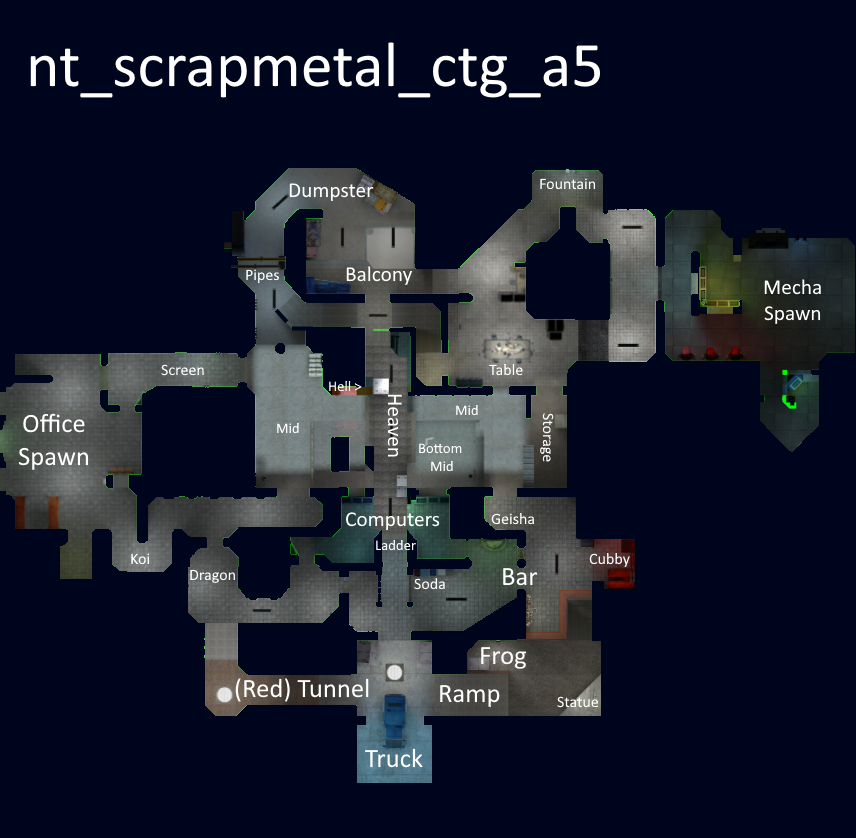 nt_scrapmetal_ctg_a5
Dumpster
Fountain
Pipes
Balcony
Mecha
Spawn
Screen
Table
Hell >
Heaven
Mid
Mid
Storage
Office
Spawn
Bottom
Mid
Computers
Geisha
Koi
Ladder
Cubby
Dragon
Soda
Bar
Frog
(Red) Tunnel
Ramp
Statue
Truck